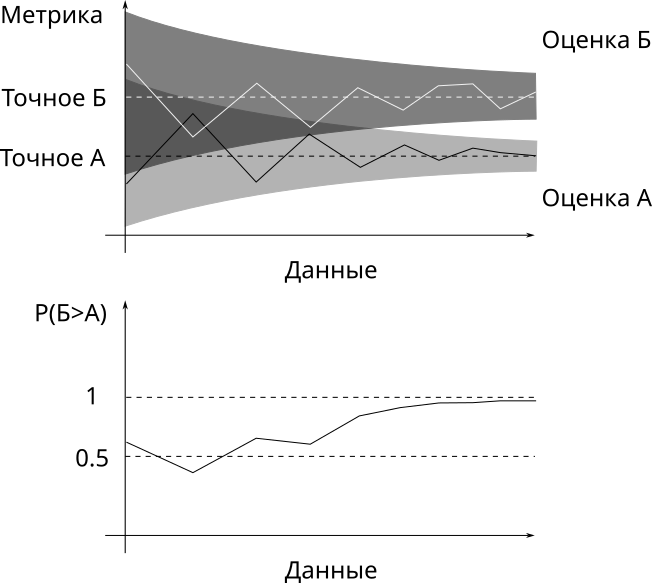 Метрика
Оценка Б
Точное Б
Точное А
Оценка А
Данные
P(Б>А)
1
0.5
Данные